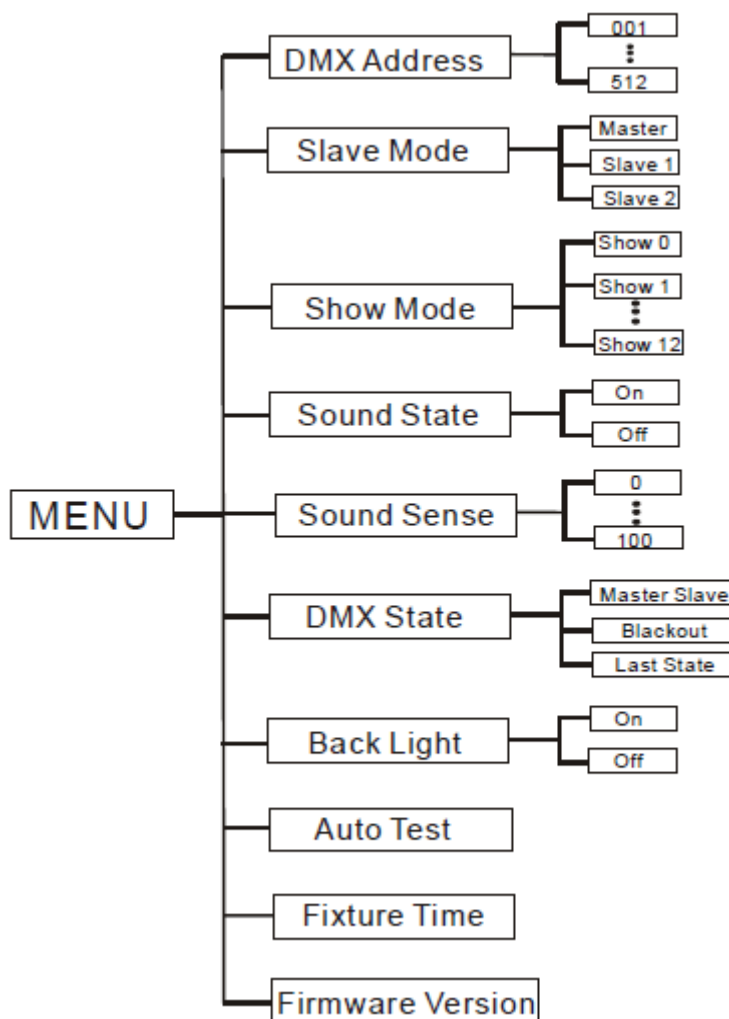 DMX Address
001
512
Slave Mode
Master
Slave 1
Slave 2
Show Mode
Show 0
Show 1
Show 12
Sound State
On
Off
MENU
Sound Sense
0
100
DMX State
Master Slave
Blackout
Last State
Back Light
On
Off
Auto Test
Fixture Time
Firmware Version